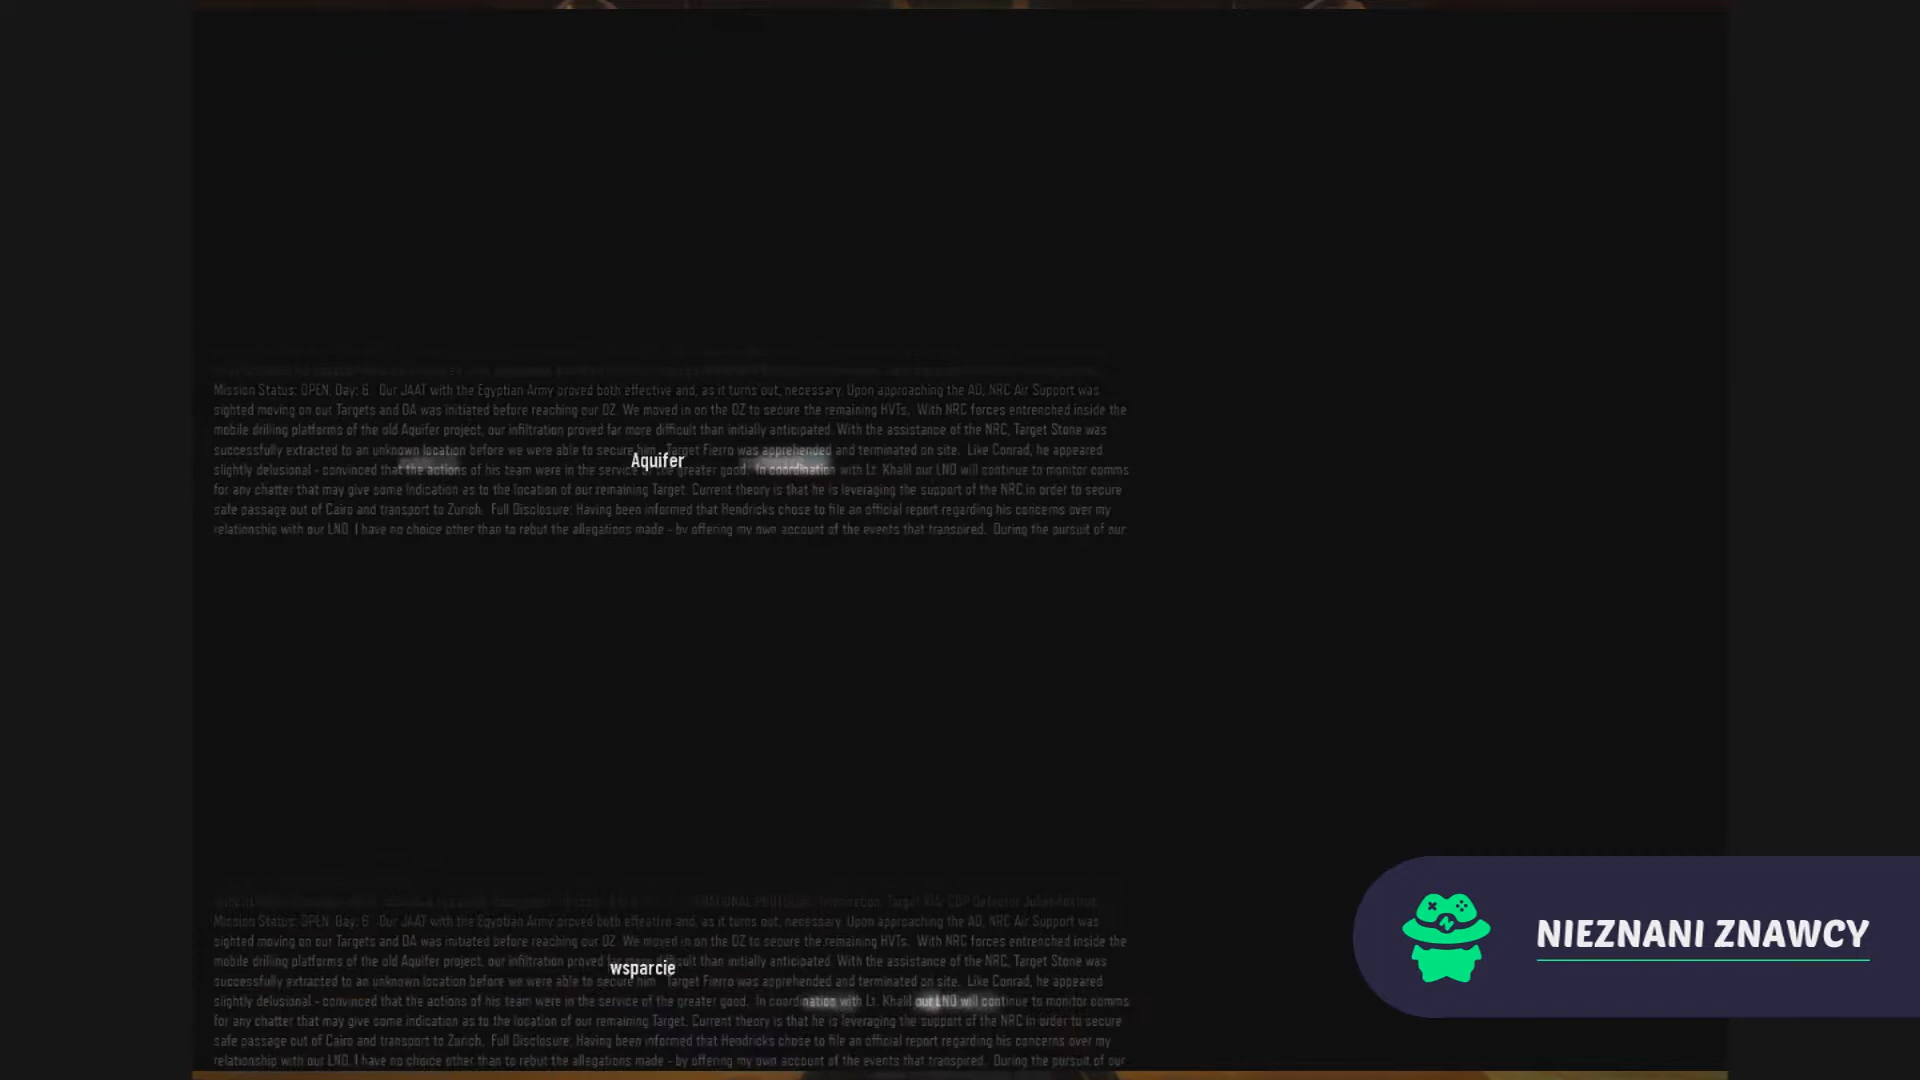 Mission Status: OPEN. Day: 6 Our JAAT with the Egyptian Army proved both effective and, as it turns out, necessary. Upon approaching the AO, NRC Air Support was
sighted moving on our Targets and DA was initiated before reaching our OZ. We moved in on the OZ to secure the remaining HVTs. With NRC forces entrenched inside the
mobile drilling platforms of the old Aquifer project, our infiltration proved far more difficult than initially anticipated. With the assistance of the NRC, Target Stone was
successfully extracted to an unknown location before we were able to secure him Target Fierro was apprehended and terminated on site. Like Conrad, he appeared
Aquifer
slightly delusional - convinced that the actions of his team were in the service of the greater good. In coordination with Lt. Khalil our LNO will continue to monitor comms
for any chatter that may give some indication as to the location of our remaining Target. Current theory is that he is leveraging the support of the NRC in order to secure
safe passage out of Cairo and transport to Zurich. Full Disclosure: Having been informed that Hendricks chose to file an official report regarding his concerns over my
relationship with our LNO, I have no choice other than to rebut the allegations made - by offering my own account of the events that transpired. During the pursuit of our
Mission Status: OPEN. Day: 6 Our JAAT with the Egyptian Army proved both effective and, as it turns out, necessary. Upon approaching the AO, NRC Air Support was
sighted moving on our Targets and DA was initiated before reaching our OZ. We moved in on the OZ to secure the remaining HVTs. With NRC forces entrenched inside the
mobile drilling platforms of the old Aquifer project, our infiltration proved far more difficult than initially anticipated. With the assistance of the NRC, Target Stone was
wsparcie
successfully extracted to an unknown location before we were able to secure him Target Fierro was apprehended and terminated on site. Like Conrad, he appeared
slightly delusional - convinced that the actions of his team were in the service of the greater good. In coordination with Lt. Khalil our LNO will continue to monitor comms
for any chatter that may give some indication as to the location of our remaining Target. Current theory is that he is leveraging the support of the NRC in order to secure
safe passage out of Cairo and transport to Zurich. Full Disclosure: Having been informed that Hendricks chose to file an official report regarding his concerns over my
relationship with our LNO, I have no choice other than to rebut the allegations made - by offering my own account of the events that transpired. During the pursuit of our
NIEZNANI ZNAWCY